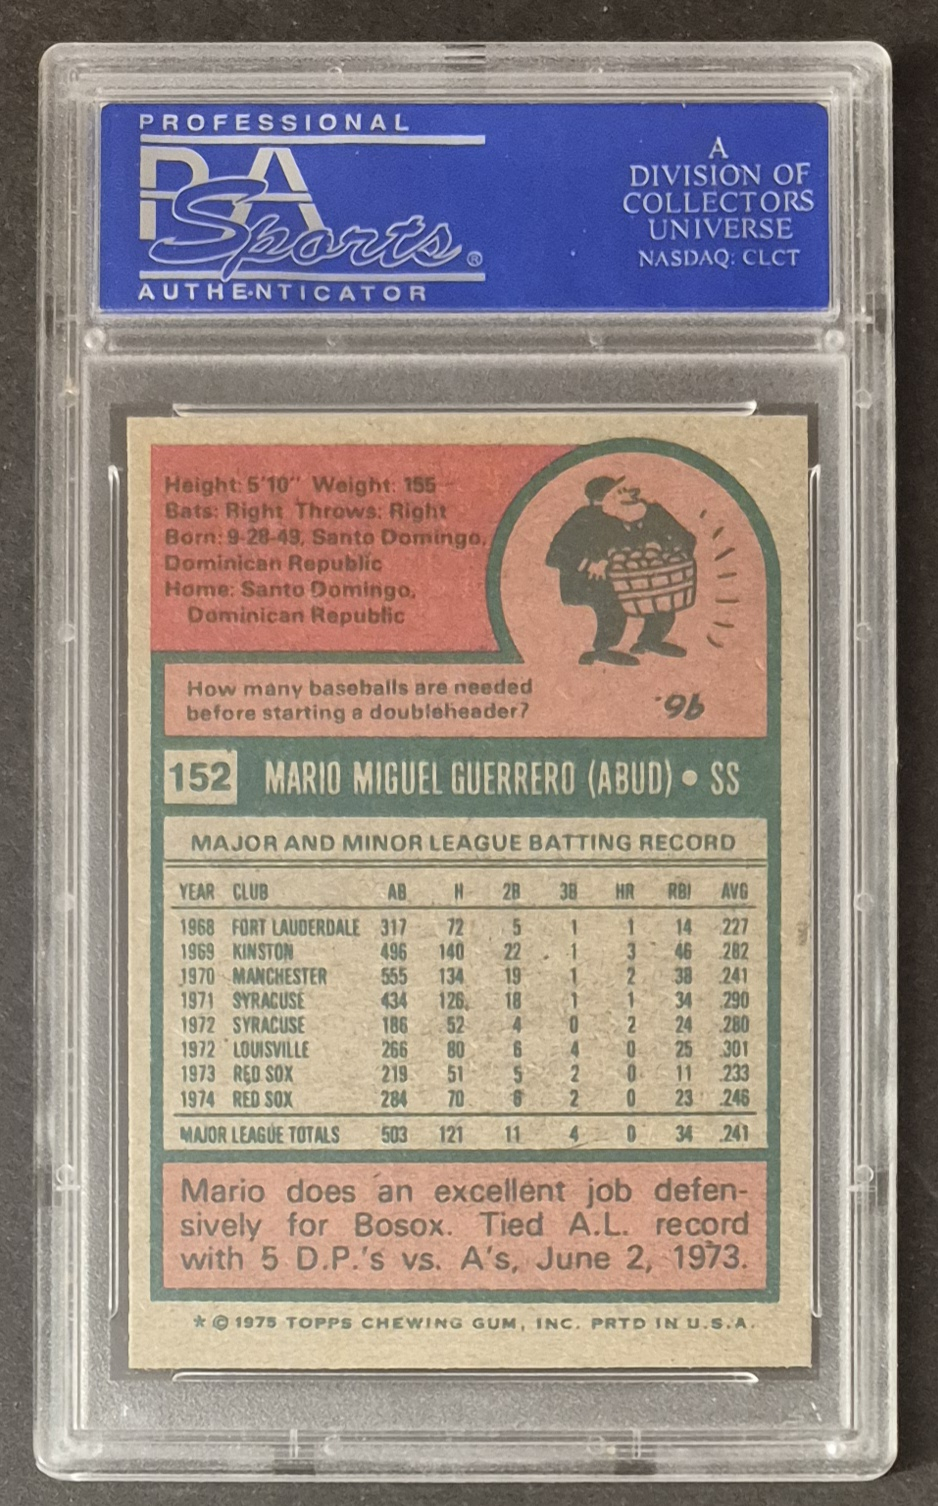 PROFESSIONAL
PSA
Sports®
AUTHENTICATOR
A
DIVISION OF
COLLECTORS
UNIVERSE
NASDAQ: CLCT
Height: 5'10" Weight: 155
Bats: Right Throws: Right
Born: 9-28-49, Santo Domingo,
Dominican Republic
Home: Santo Domingo,
Dominican Republic
How many baseballs are needed
before starting a doubleheader?
·96
152 MARIO MIGUEL GUERRERO (ABUD) • SS
MAJOR AND MINOR LEAGUE BATTING RECORD
YEAR CLUB AB H 2B 3B HR RBI AVG
1968 FORT LAUDERDALE 317 72 5 1 1 14 .227
1969 KINSTON 496 140 22 1 3 46 .282
1970 MANCHESTER 555 134 19 1 2 38 .241
1971 SYRACUSE 434 126 18 1 1 34 .290
1972 SYRACUSE 186 52 4 0 2 24 .280
1972 LOUISVILLE 266 80 6 4 0 25 .301
1973 RED SOX 219 51 5 2 0 11 .233
1974 RED SOX 284 70 6 2 0 23 .246
MAJOR LEAGUE TOTALS 503 121 11 4 0 34 .241
Mario does an excellent job defen-
sively for Bosox. Tied A.L. record
with 5 D.P.'s vs. A's, June 2, 1973.
* © 1975 TOPPS CHEWING GUM, INC. PRTD IN U.S.A.